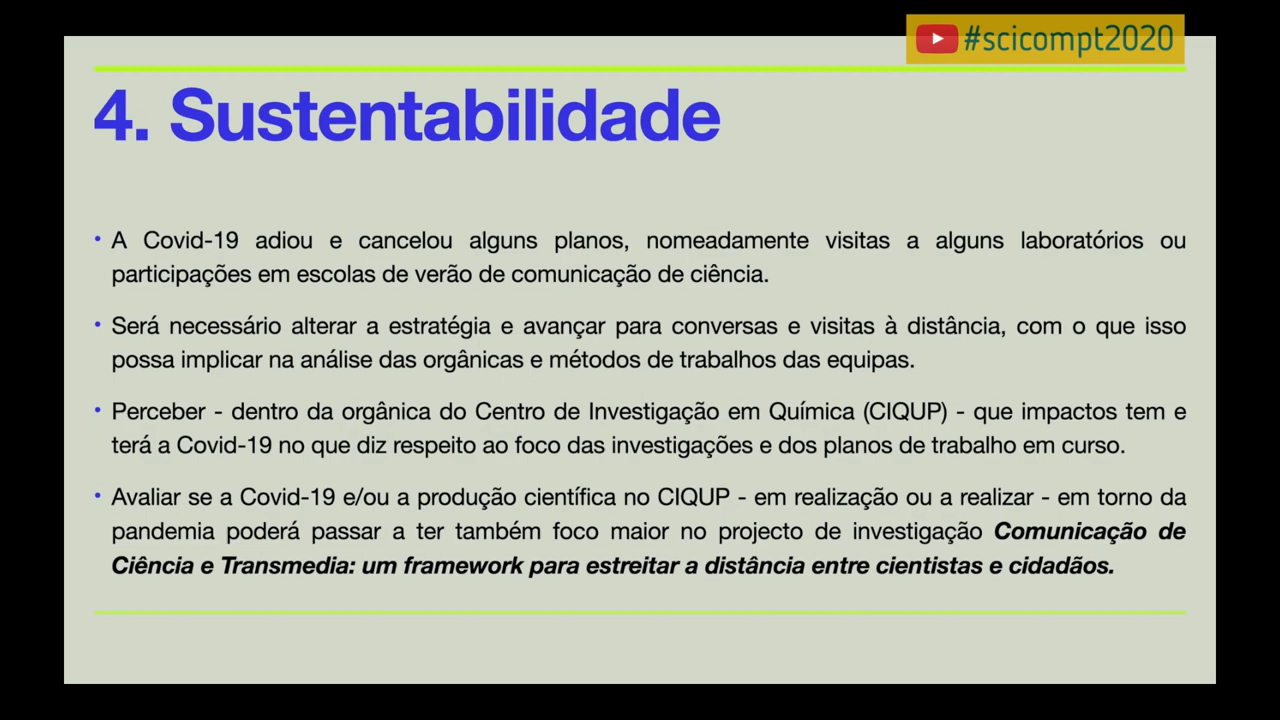 #scicompt2020
4. Sustentabilidade
• A Covid-19 adiou e cancelou alguns planos, nomeadamente visitas a alguns laboratórios ou
participações em escolas de verão de comunicação de ciência.
• Será necessário alterar a estratégia e avançar para conversas e visitas à distância, com o que isso
possa implicar na análise das orgânicas e métodos de trabalhos das equipas.
• Perceber - dentro da orgânica do Centro de Investigação em Química (CIQUP) - que impactos tem e
terá a Covid-19 no que diz respeito ao foco das investigações e dos planos de trabalho em curso.
• Avaliar se a Covid-19 e/ou a produção científica no CIQUP - em realização ou a realizar - em torno da
pandemia poderá passar a ter também foco maior no projecto de investigação Comunicação de
Ciência e Transmedia: um framework para estreitar a distância entre cientistas e cidadãos.